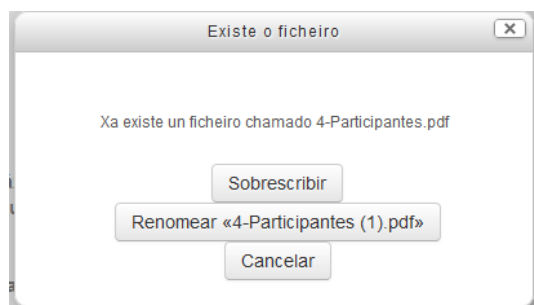 Existe o ficheiro
Xa existe un ficheiro chamado 4-Participantes.pdf
Sobrescribir
Renomear «4-Participantes (1).pdf»
Cancelar